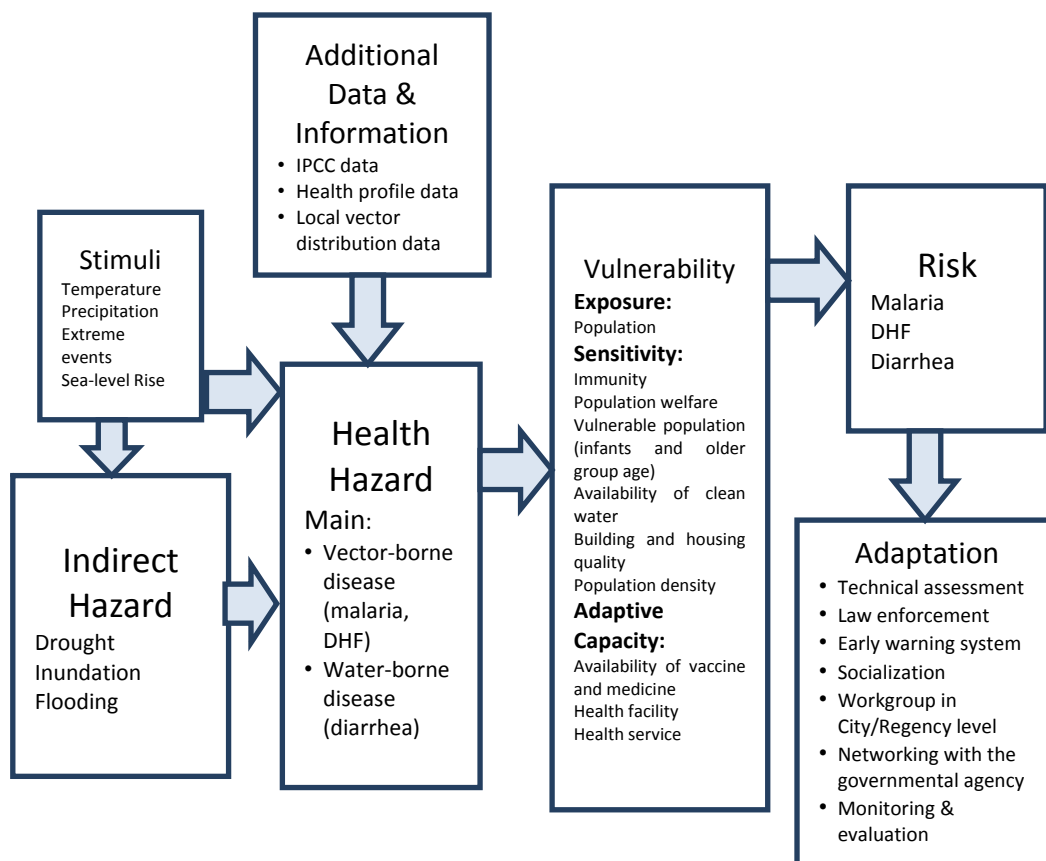 Additional
Data &
Information
• IPCC data
• Health profile data
• Local vector
distribution data
Stimuli
Temperature
Precipitation
Extreme
events
Sea-level Rise
Indirect
Hazard
Drought
Inundation
Flooding
Health
Hazard
Main:
• Vector-borne
disease
(malaria,
DHF)
• Water-borne
disease
(diarrhea)
Vulnerability
Exposure:
Population
Sensitivity:
Immunity
Population welfare
Vulnerable population
(infants and older
group age)
Availability of clean
water
Building and housing
quality
Population density
Adaptive
Capacity:
Availability of vaccine
and medicine
Health facility
Health service
Risk
Malaria
DHF
Diarrhea
Adaptation
• Technical assessment
• Law enforcement
• Early warning system
• Socialization
• Workgroup in
City/Regency level
• Networking with the
governmental agency
• Monitoring &
evaluation